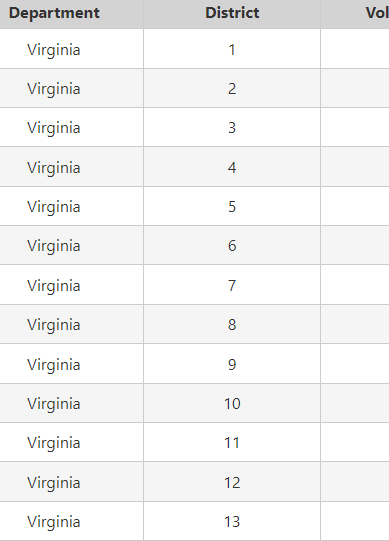 Department District Vol
Virginia 1
Virginia 2
Virginia 3
Virginia 4
Virginia 5
Virginia 6
Virginia 7
Virginia 8
Virginia 9
Virginia 10
Virginia 11
Virginia 12
Virginia 13